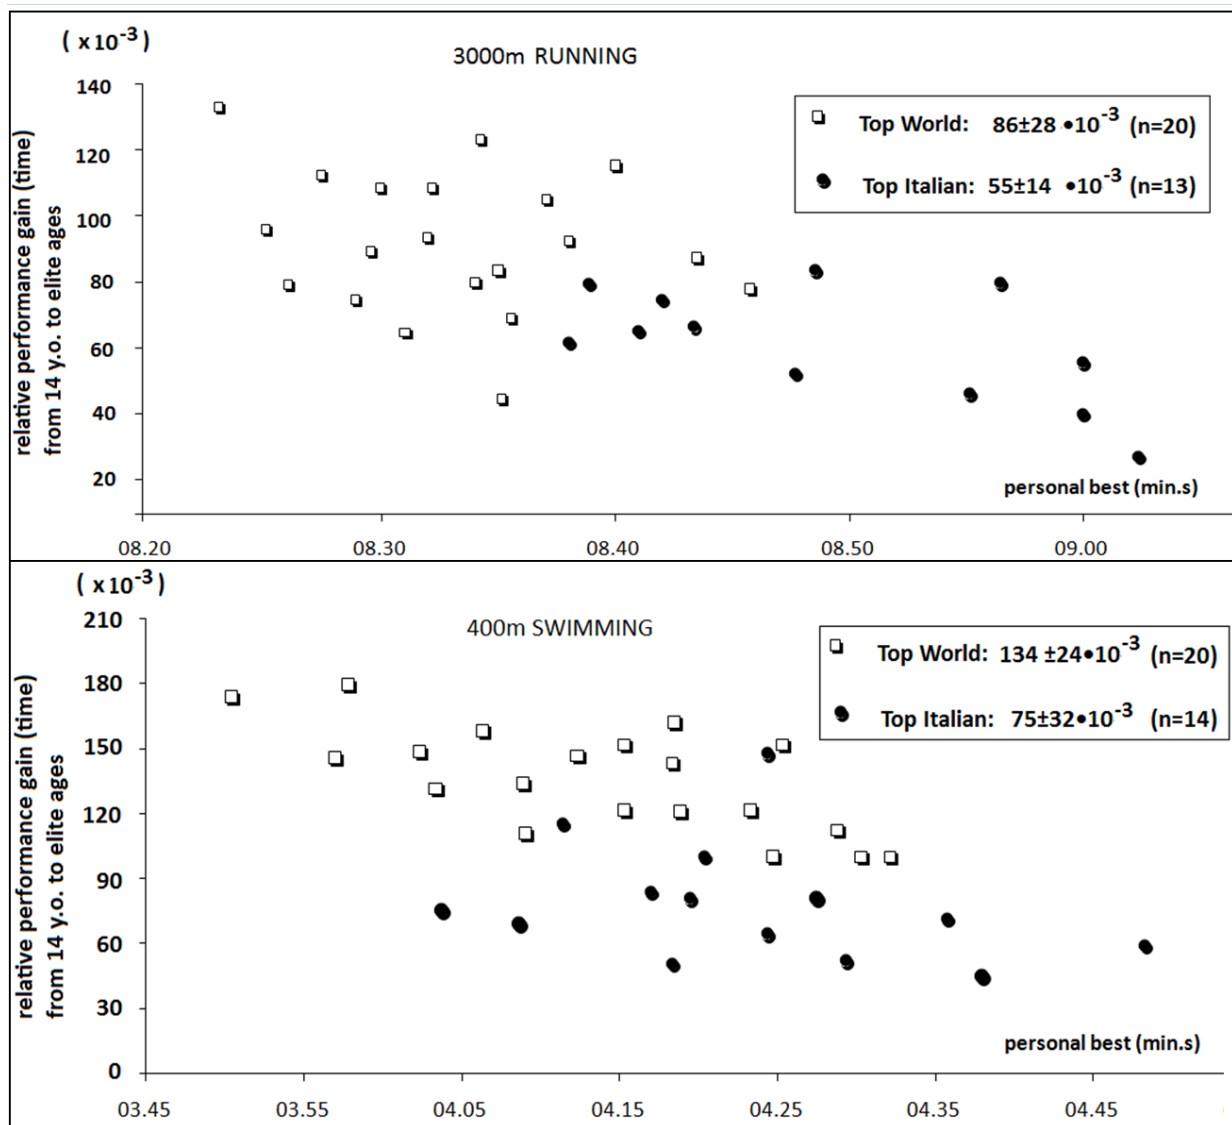 ( x 10-3)
3000m RUNNING
140
120
100
80
60
40
20
relative performance gain (time)
from 14 y.o. to elite ages
Top World: 86±28 •10-3 (n=20)
Top Italian: 55±14 •10-3 (n=13)
personal best (min.s)
08.20 08.30 08.40 08.50 09.00
( x 10-3)
400m SWIMMING
210
180
150
120
90
60
30
0
relative performance gain (time)
from 14 y.o. to elite ages
Top World: 134 ±24•10-3 (n=20)
Top Italian: 75±32•10-3 (n=14)
personal best (min.s)
03.45 03.55 04.05 04.15 04.25 04.35 04.45